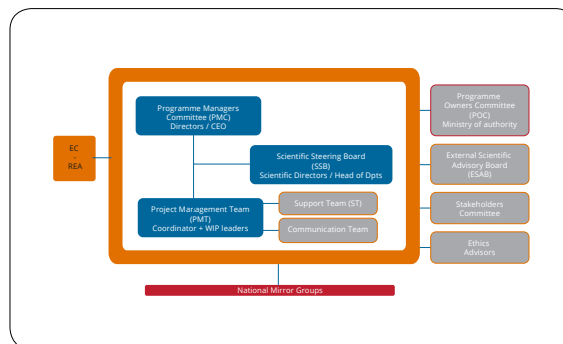 Programme Managers
Committee (PMC)
Directors / CEO
Programme
Owners Committee
(POC)
Ministry of authority
EC
-
REA
Scientific Steering Board
(SSB)
Scientific Directors / Head of Dpts
External Scientific
Advisory Board
(ESAB)
Project Management Team
(PMT)
Coordinator + WIP leaders
Support Team (ST)
Communication Team
Stakeholders
Committee
Ethics
Advisors
National Mirror Groups